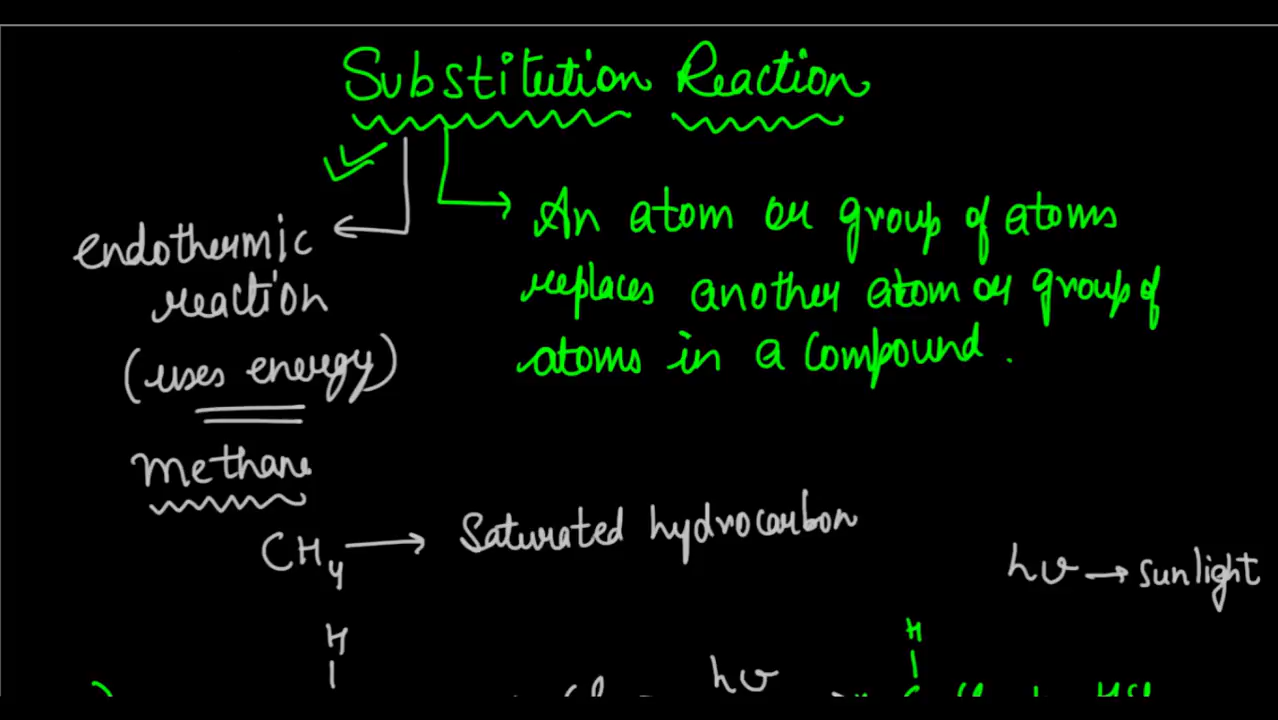 Substitution Reaction
An atom or group of atoms
replaces another atom or group of
atoms in a compound.
endothermic
reaction
(uses energy)
methane
CH4 → Saturated hydrocarbon
hν → sunlight
H
H
hν